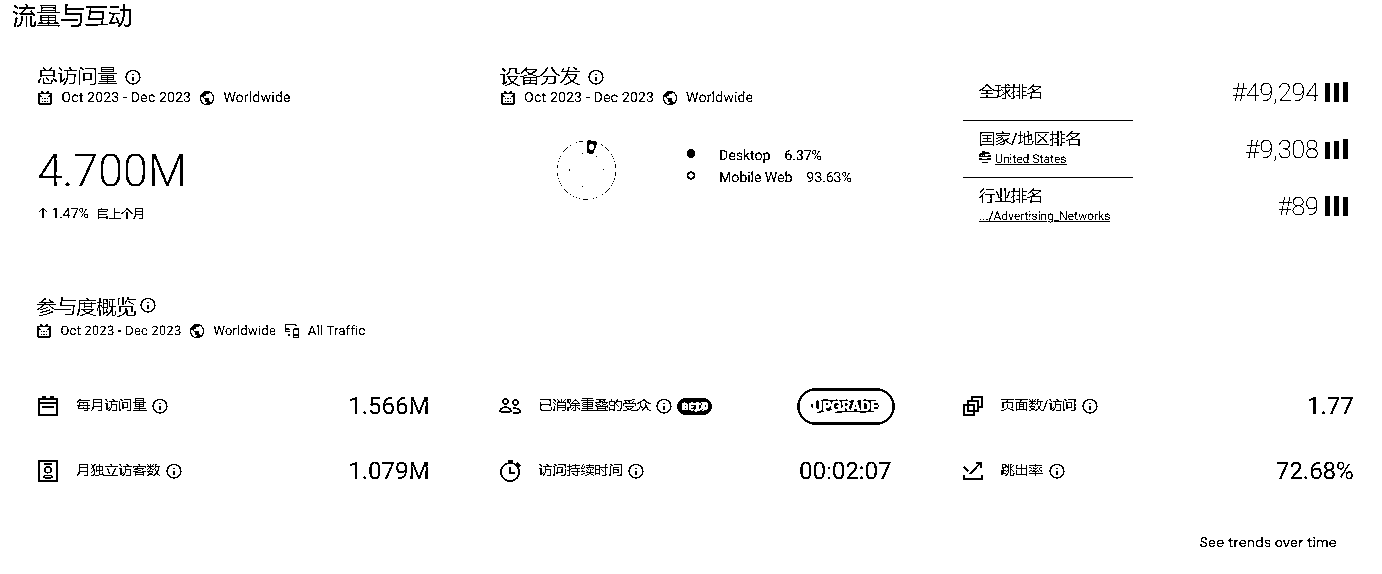 流量与互动
总访问量
Oct 2023 - Dec 2023 Worldwide
4.700M
↑ 1.47% 自上个月
设备分发
Oct 2023 - Dec 2023 Worldwide
Desktop 6.37%
Mobile Web 93.63%
全球排名 #49,294
国家/地区排名 #9,308
United States
行业排名 #89
.../Advertising_Networks
参与度概览
Oct 2023 - Dec 2023 Worldwide All Traffic
每月访问量 1.566M
已消除重叠的受众 BETA UPGRADE
页面数/访问 1.77
月独立访客数 1.079M
访问持续时间 00:02:07
跳出率 72.68%
See trends over time